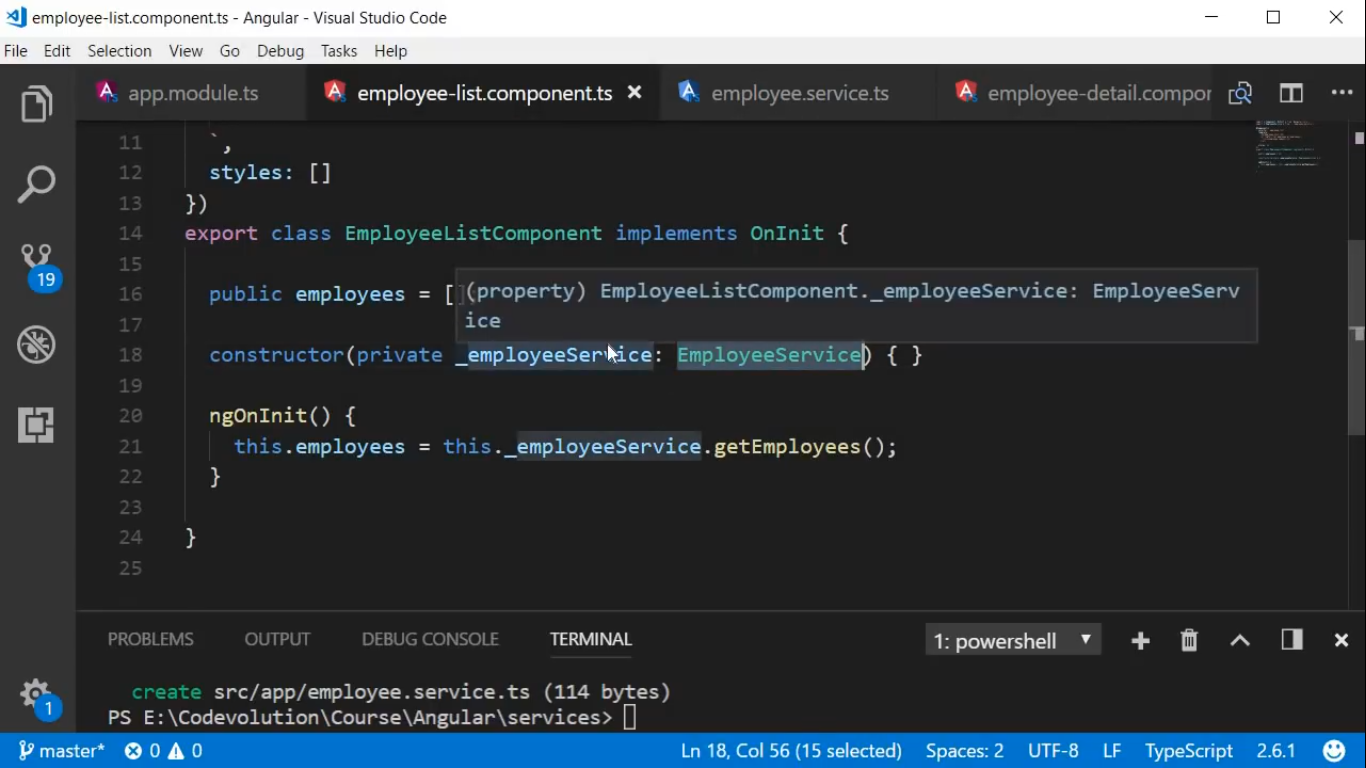 employee-list.component.ts - Angular - Visual Studio Code
File Edit Selection View Go Debug Tasks Help
app.module.ts employee-list.component.ts employee.service.ts employee-detail.compor
11 `,
12 styles: []
13 })
14 export class EmployeeListComponent implements OnInit {
15
16 public employees = [
(property) EmployeeListComponent._employeeService: EmployeeServ
ice
17
18 constructor(private _employeeService: EmployeeService) { }
19
20 ngOnInit() {
21 this.employees = this._employeeService.getEmployees();
22 }
23
24 }
25
19
1
PROBLEMS OUTPUT DEBUG CONSOLE TERMINAL 1: powershell
create src/app/employee.service.ts (114 bytes)
PS E:\Codevolution\Course\Angular\services>
master* 0 0 Ln 18, Col 56 (15 selected) Spaces: 2 UTF-8 LF TypeScript 2.6.1